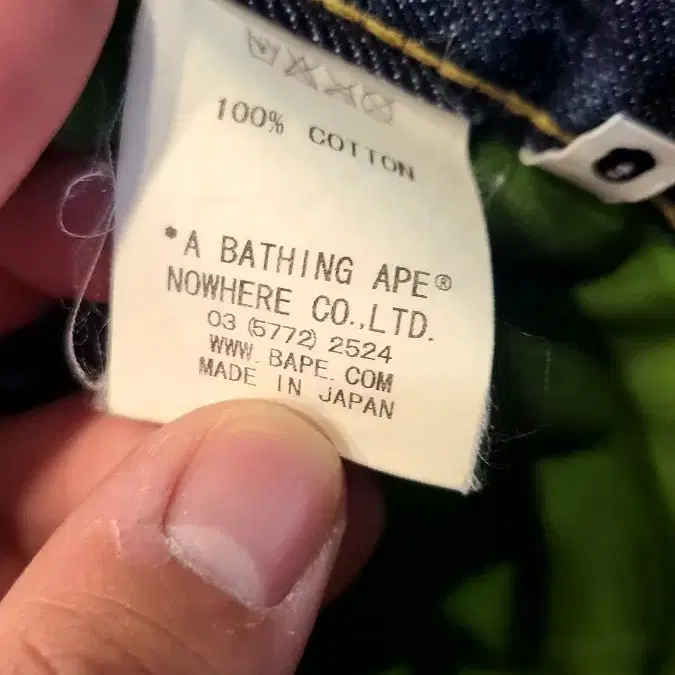 100% COTTON
*A BATHING APE®
NOWHERE CO.,LTD.
03 (5772) 2524
WWW. BAPE. COM
MADE IN JAPAN